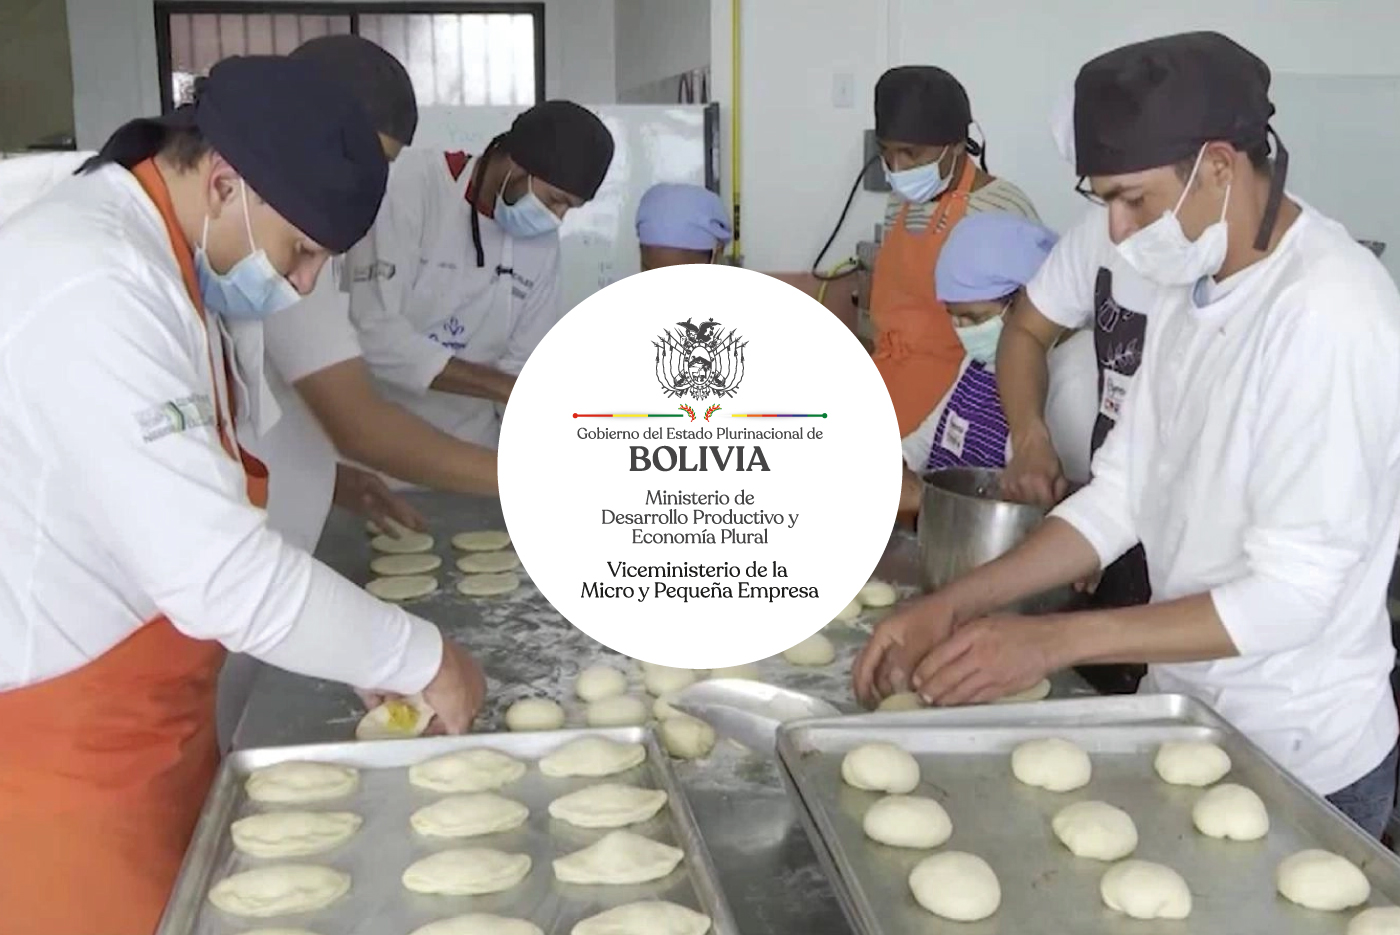 Gobierno del Estado Plurinacional de
BOLIVIA
Ministerio de
Desarrollo Productivo y
Economía Plural
Viceministerio de la
Micro y Pequeña Empresa